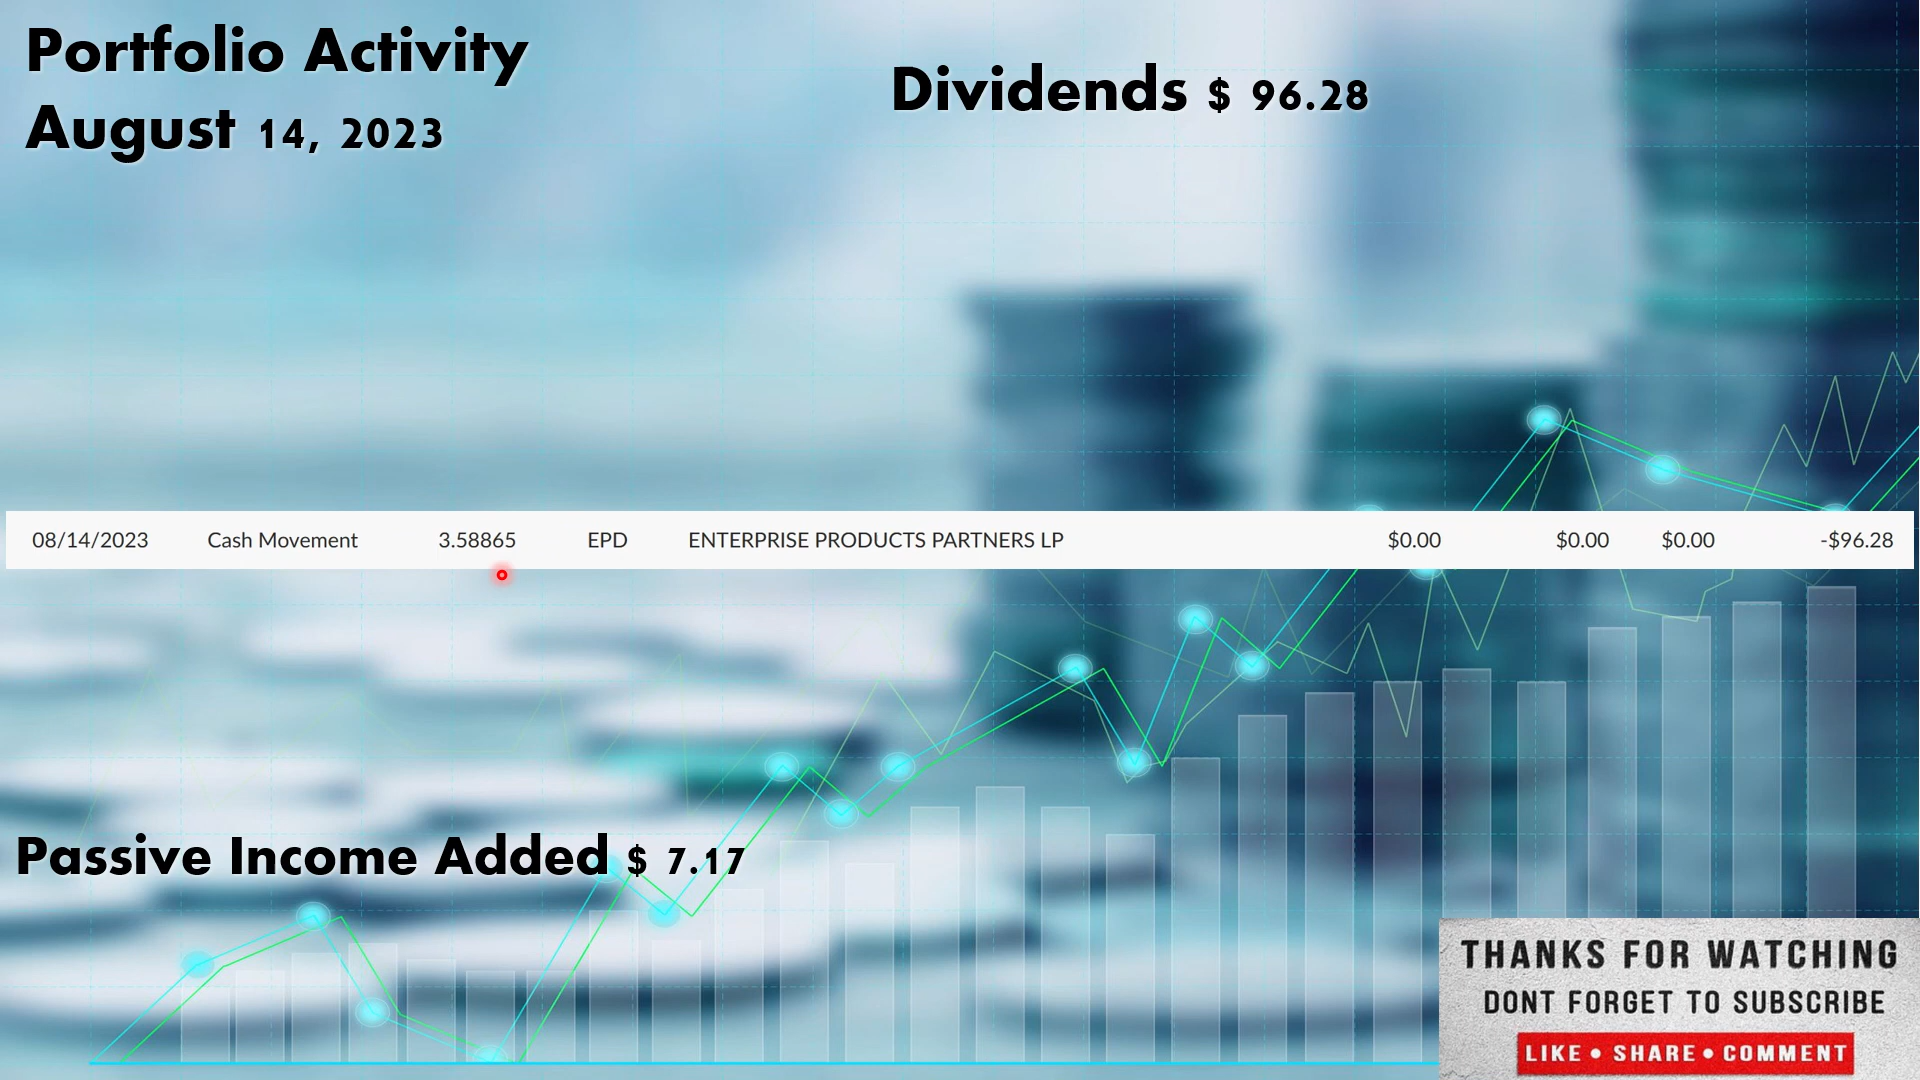 Portfolio Activity
August 14, 2023
Dividends $ 96.28
08/14/2023 Cash Movement 3.58865 EPD ENTERPRISE PRODUCTS PARTNERS LP $0.00 $0.00 $0.00 -$96.28
Passive Income Added $ 7.17
THANKS FOR WATCHING
DONT FORGET TO SUBSCRIBE
LIKE • SHARE • COMMENT